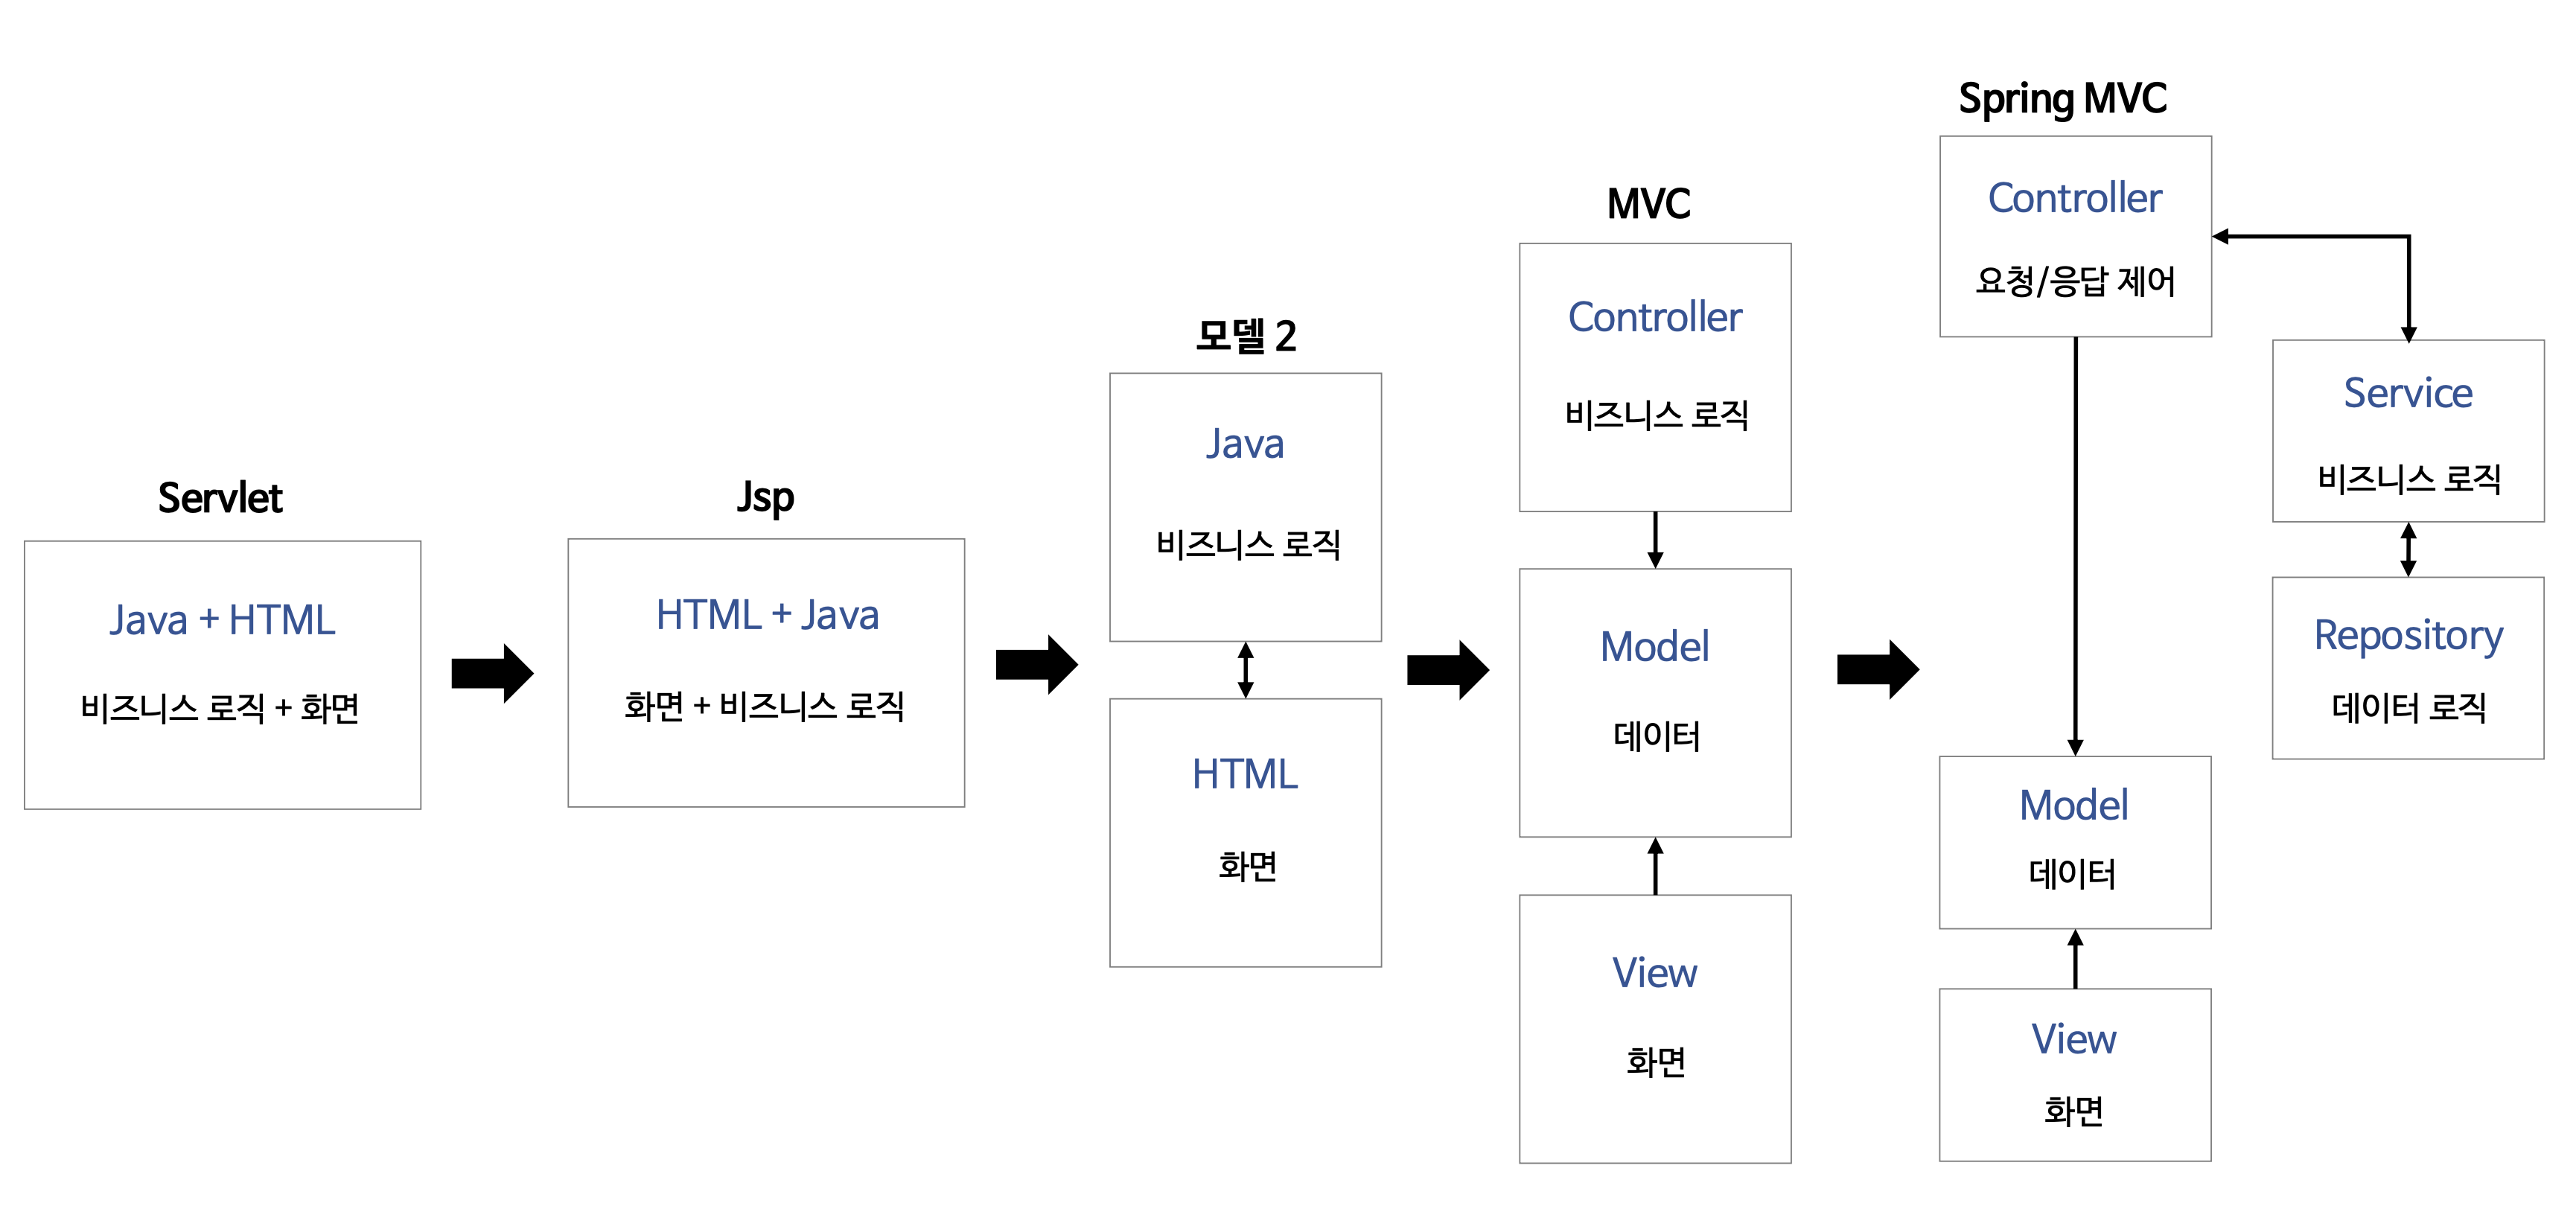 Servlet
Java + HTML
비즈니스 로직 + 화면
Jsp
HTML + Java
화면 + 비즈니스 로직
모델 2
Java
비즈니스 로직
HTML
화면
MVC
Controller
비즈니스 로직
Model
데이터
View
화면
Spring MVC
Controller
요청/응답 제어
Model
데이터
View
화면
Service
비즈니스 로직
Repository
데이터 로직